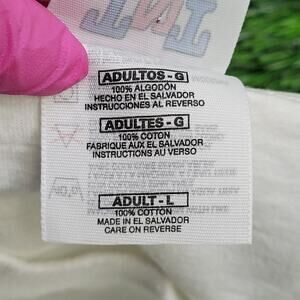 TNT
ADULTOS - G
100% ALGODÓN
HECHO EN EL SALVADOR
INSTRUCCIONES AL REVERSO
ADULTES - G
100% COTON
FABRIQUE AUX EL SALVADOR
INSTRUCTIONS AU VERSO
ADULT - L
100% COTTON
MADE IN EL SALVADOR
CARE ON REVERSE